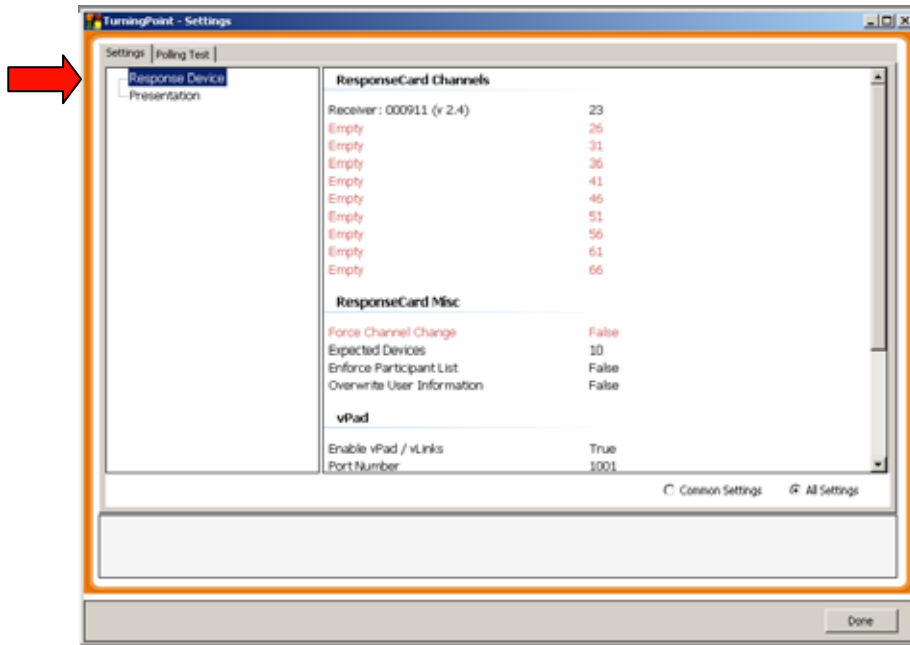 TurningPoint - Settings
Settings Polling Test
Response Device
Presentation
ResponseCard Channels
Receiver: 000911 (v 2.4) 23
Empty 26
Empty 31
Empty 36
Empty 41
Empty 46
Empty 51
Empty 56
Empty 61
Empty 66
ResponseCard Misc
Force Channel Change False
Expected Devices 10
Enforce Participant List False
Overwrite User Information False
vPad
Enable vPad / vLinks True
Port Number 1001
Common Settings All Settings
Done